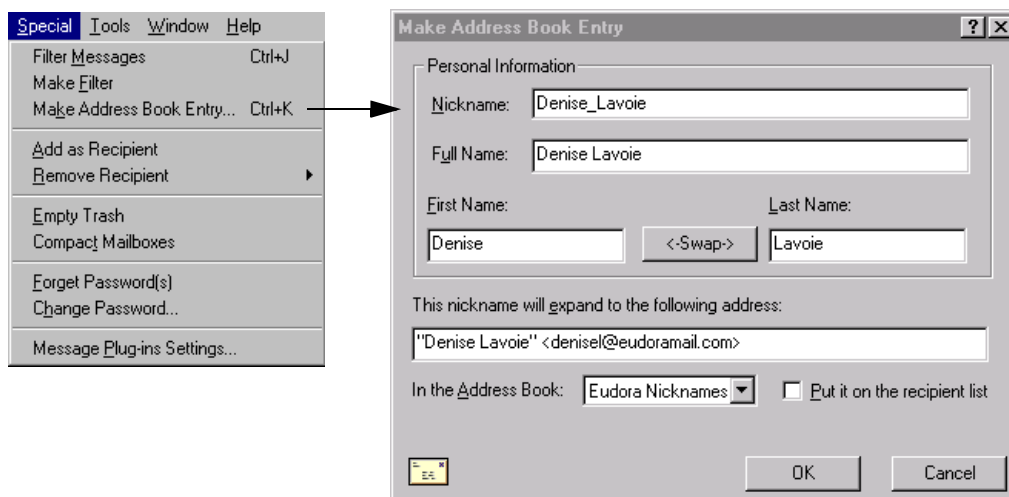 Special Tools Window Help
Filter Messages Ctrl+J
Make Filter
Make Address Book Entry... Ctrl+K
Add as Recipient
Remove Recipient
Empty Trash
Compact Mailboxes
Forget Password(s)
Change Password...
Message Plug-ins Settings...
Make Address Book Entry
Personal Information
Nickname: Denise_Lavoie
Full Name: Denise Lavoie
First Name: Last Name:
Denise <-Swap-> Lavoie
This nickname will expand to the following address:
"Denise Lavoie" <denisel@eudoramail.com>
In the Address Book: Eudora Nicknames Put it on the recipient list
OK Cancel